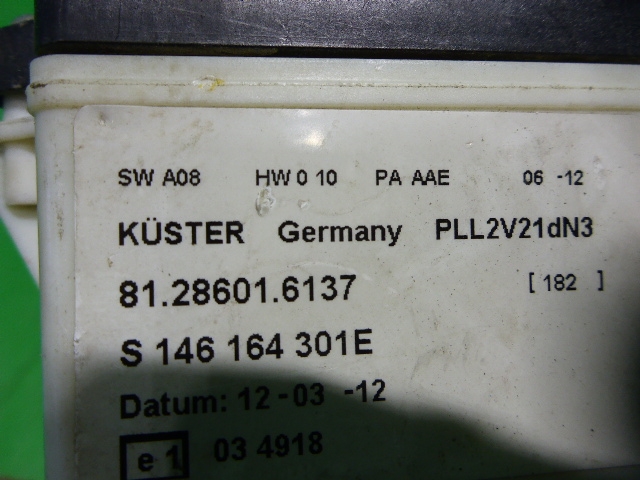 SW A08 HW 0 10 PA AAE 06 -12
KÜSTER Germany PLL2V21dN3
81.28601.6137 [ 182 ]
S 146 164 301E
Datum: 12-03 -12
e1 03 4918